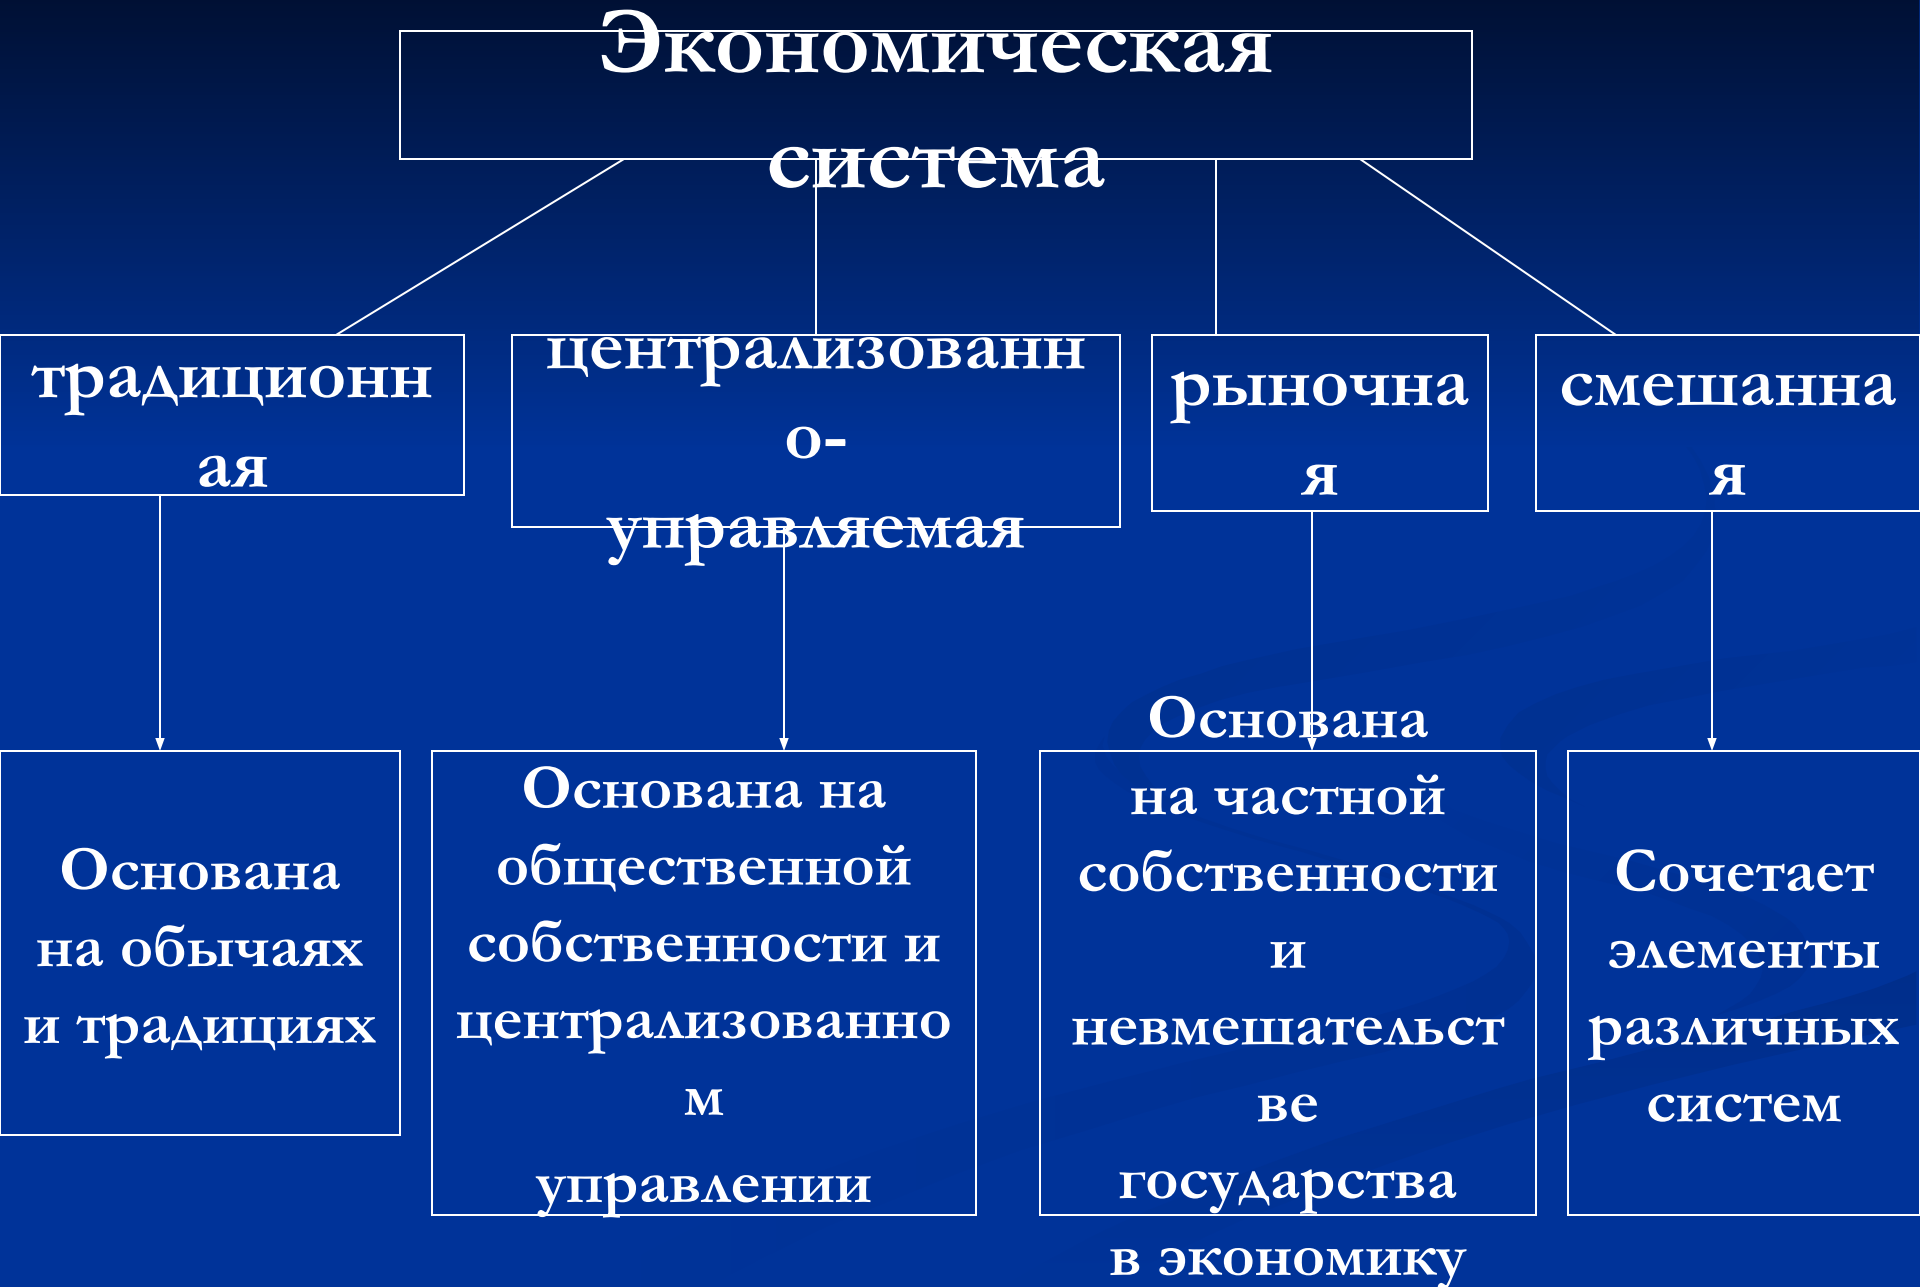 Экономическая
система
традиционн
ая
централизованн
о-
управляемая
рыночна
я
смешанна
я
Основана
на обычаях
и традициях
Основана на
общественной
собственности и
централизованно
м
управлении
Основана
на частной
собственности
и
невмешательст
ве
государства
в экономику
Сочетает
элементы
различных
систем